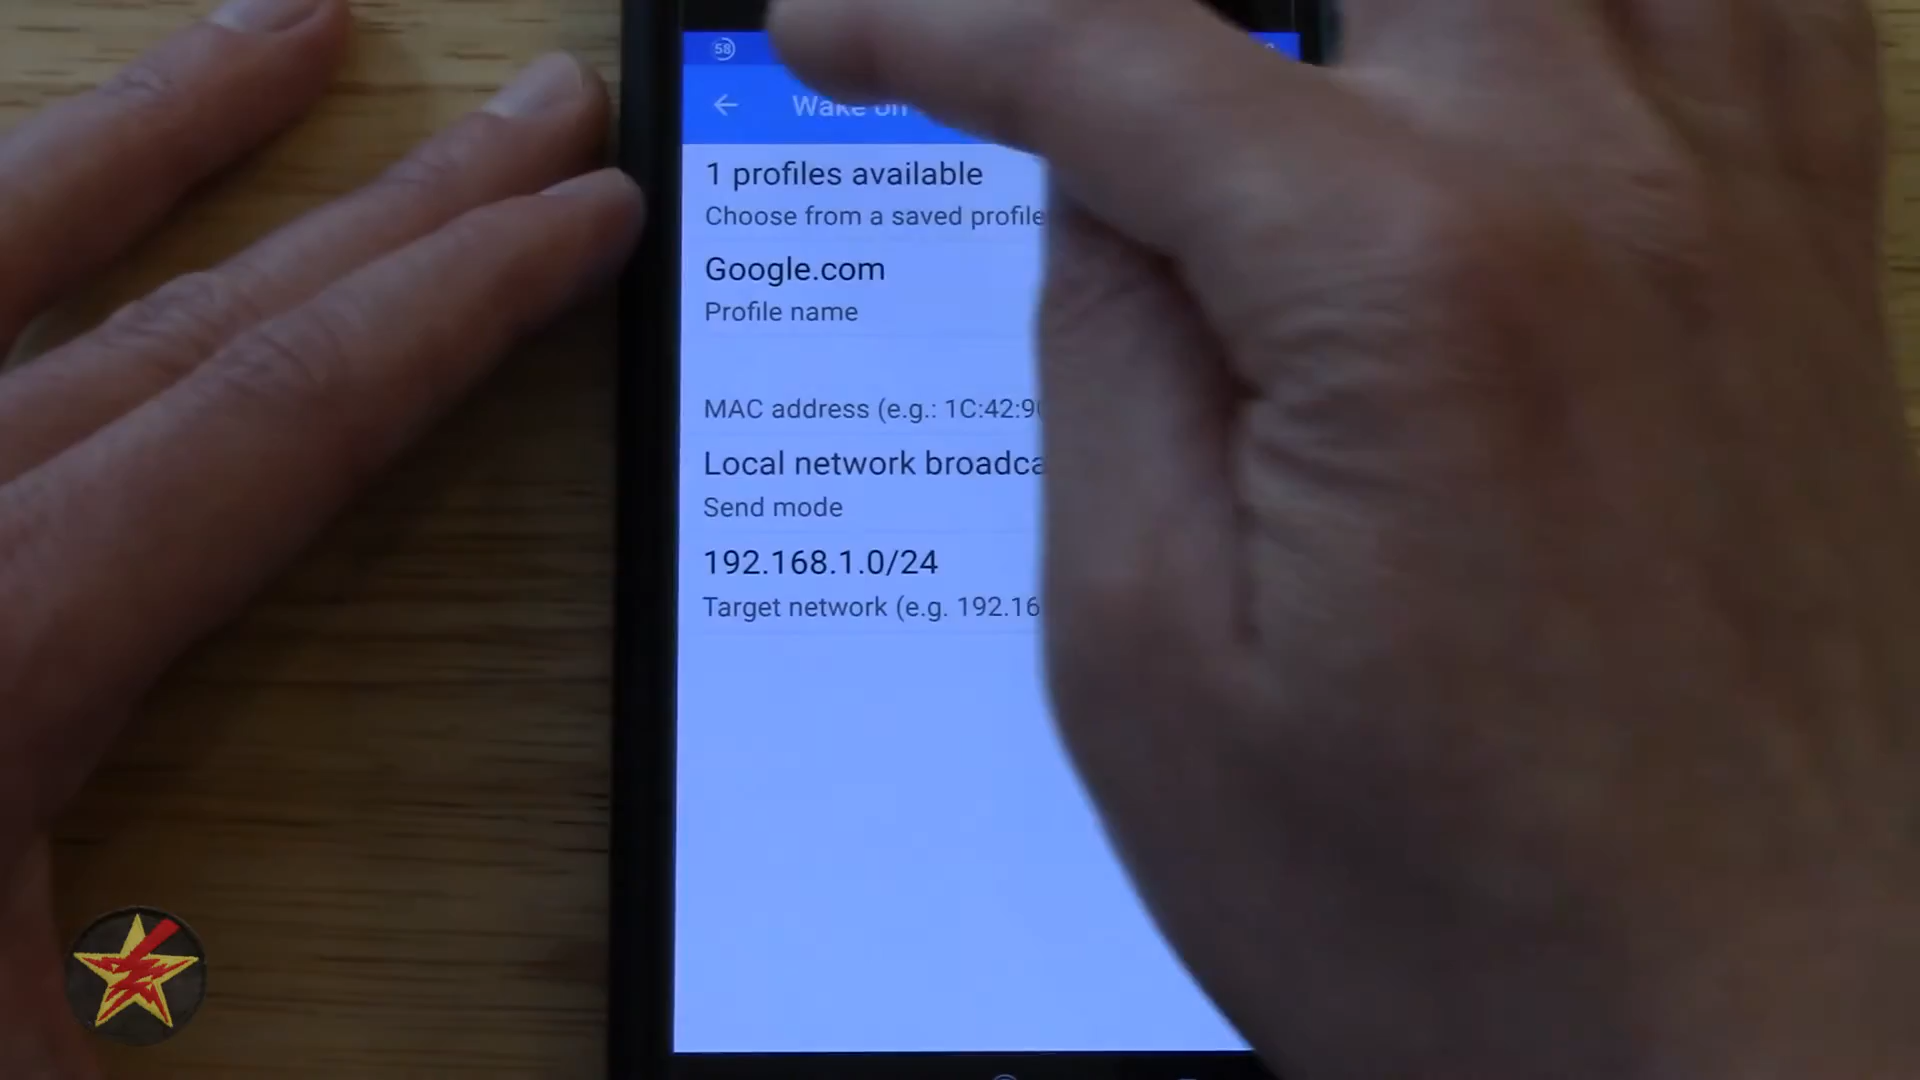 58
Wake on
1 profiles available
Choose from a saved profile
Google.com
Profile name
MAC address (e.g.: 1C:42:9
Local network broadca
Send mode
192.168.1.0/24
Target network (e.g. 192.16